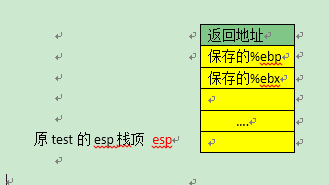 返回地址
保存的%ebp
保存的%ebx
....
原 test 的 esp 栈顶 esp